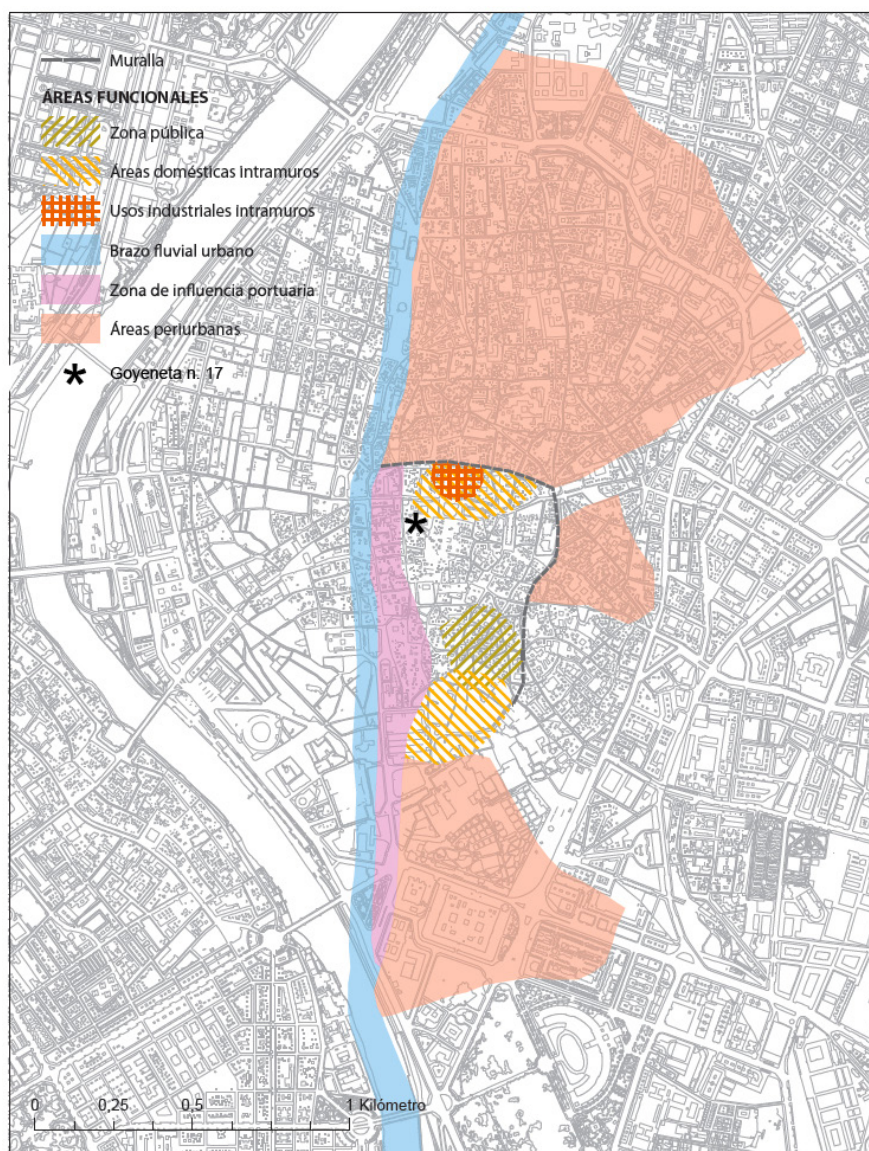 Muralla
ÁREAS FUNCIONALES
Zona pública
Áreas domésticas intramuros
Usos industriales intramuros
Brazo fluvial urbano
Zona de influencia portuaria
Áreas periurbanas
Goyeneta n. 17
0 0,25 0,5 1 Kilómetro